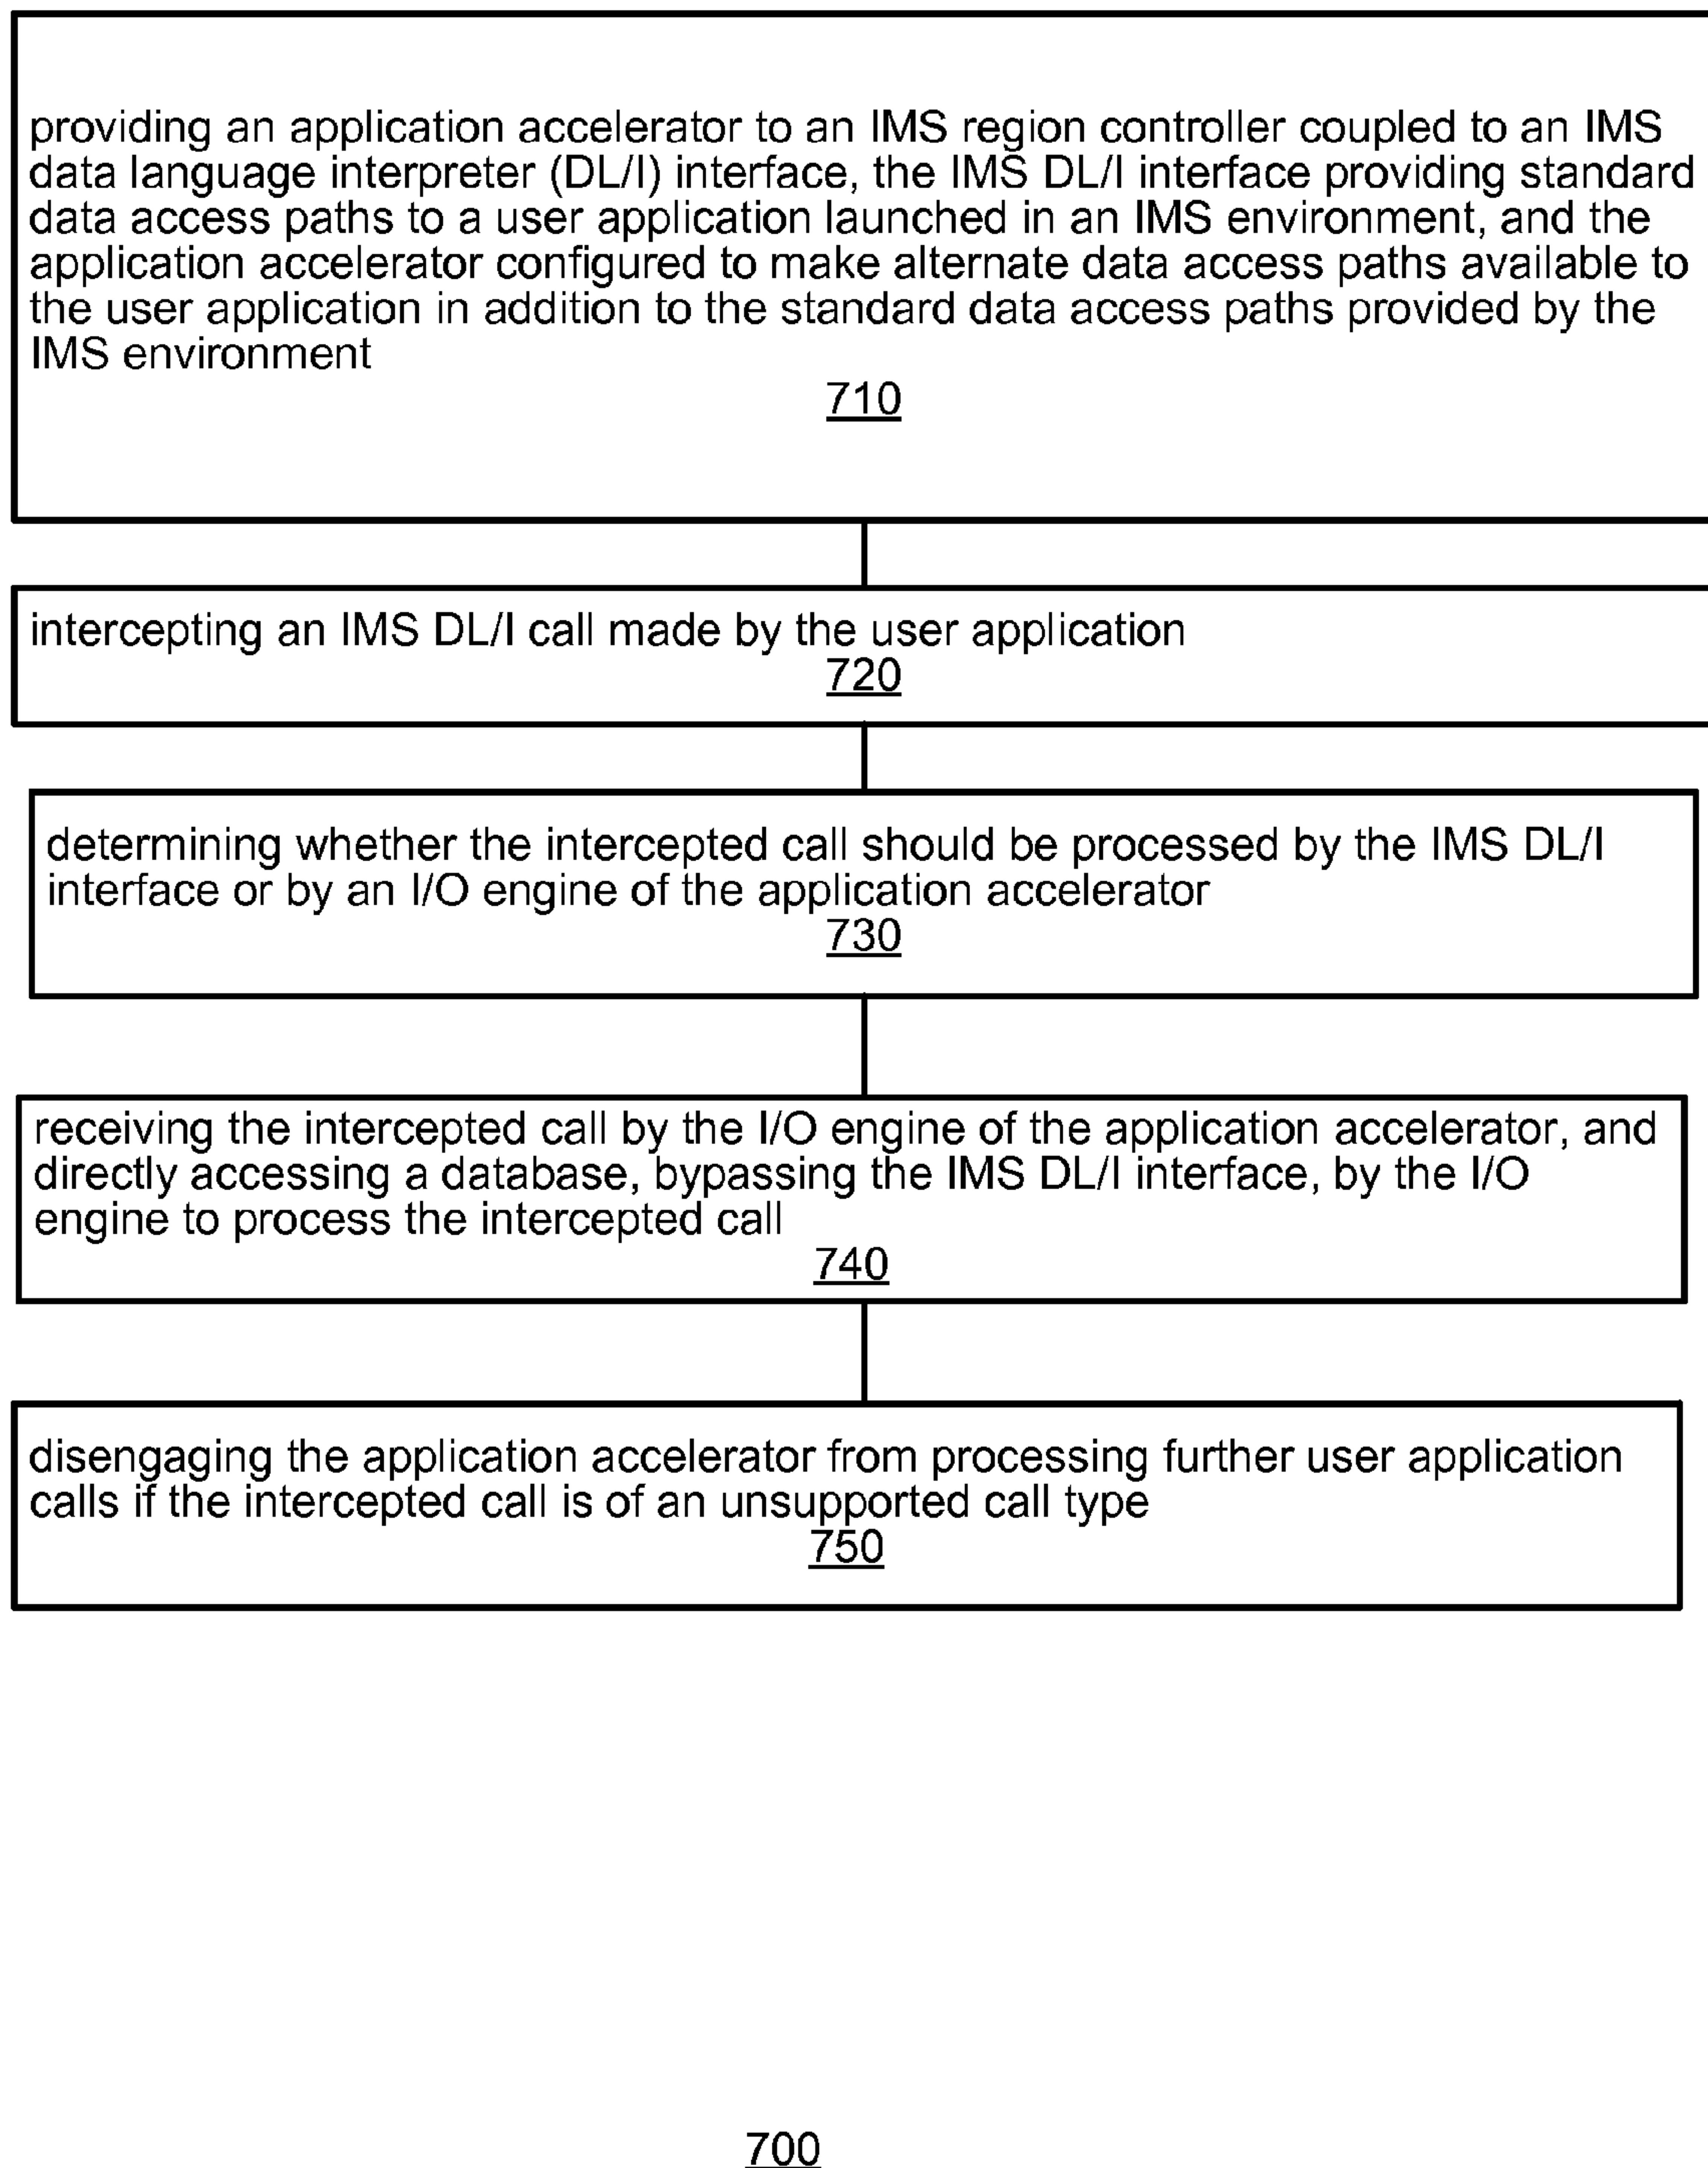 providing an application accelerator to an IMS region controller coupled to an IMS
data language interpreter (DL/I) interface, the IMS DL/I interface providing standard
data access paths to a user application launched in an IMS environment, and the
application accelerator configured to make alternate data access paths available to
the user application in addition to the standard data access paths provided by the
IMS environment
710
intercepting an IMS DL/I call made by the user application
720
determining whether the intercepted call should be processed by the IMS DL/I
interface or by an I/O engine of the application accelerator
730
receiving the intercepted call by the I/O engine of the application accelerator, and
directly accessing a database, bypassing the IMS DL/I interface, by the I/O
engine to process the intercepted call
740
disengaging the application accelerator from processing further user application
calls if the intercepted call is of an unsupported call type
750
700